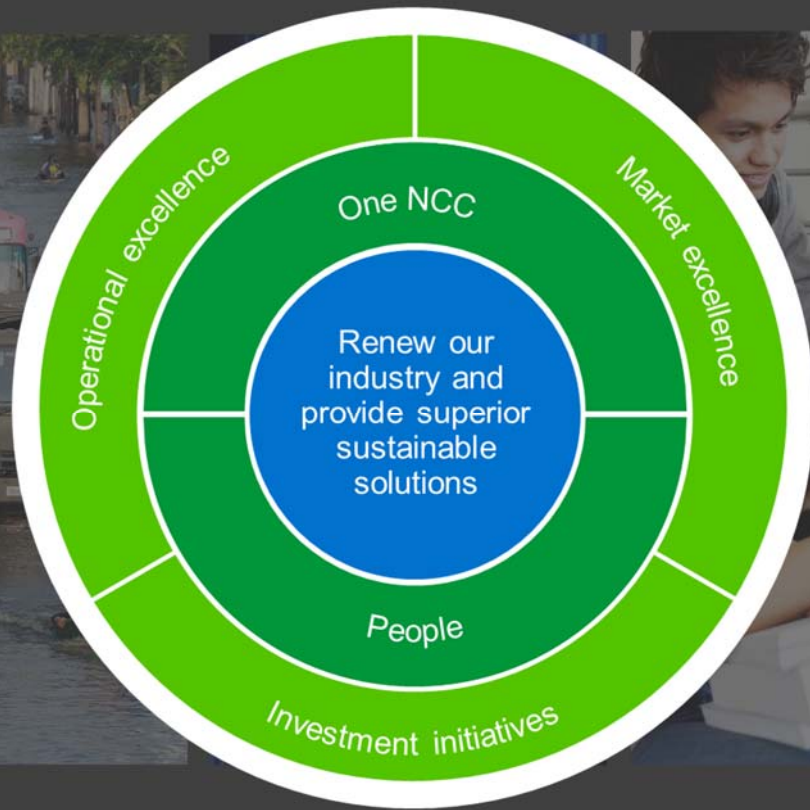 Operational excellence
Market excellence
One NCC
Renew our
industry and
provide superior
sustainable
solutions
People
Investment initiatives